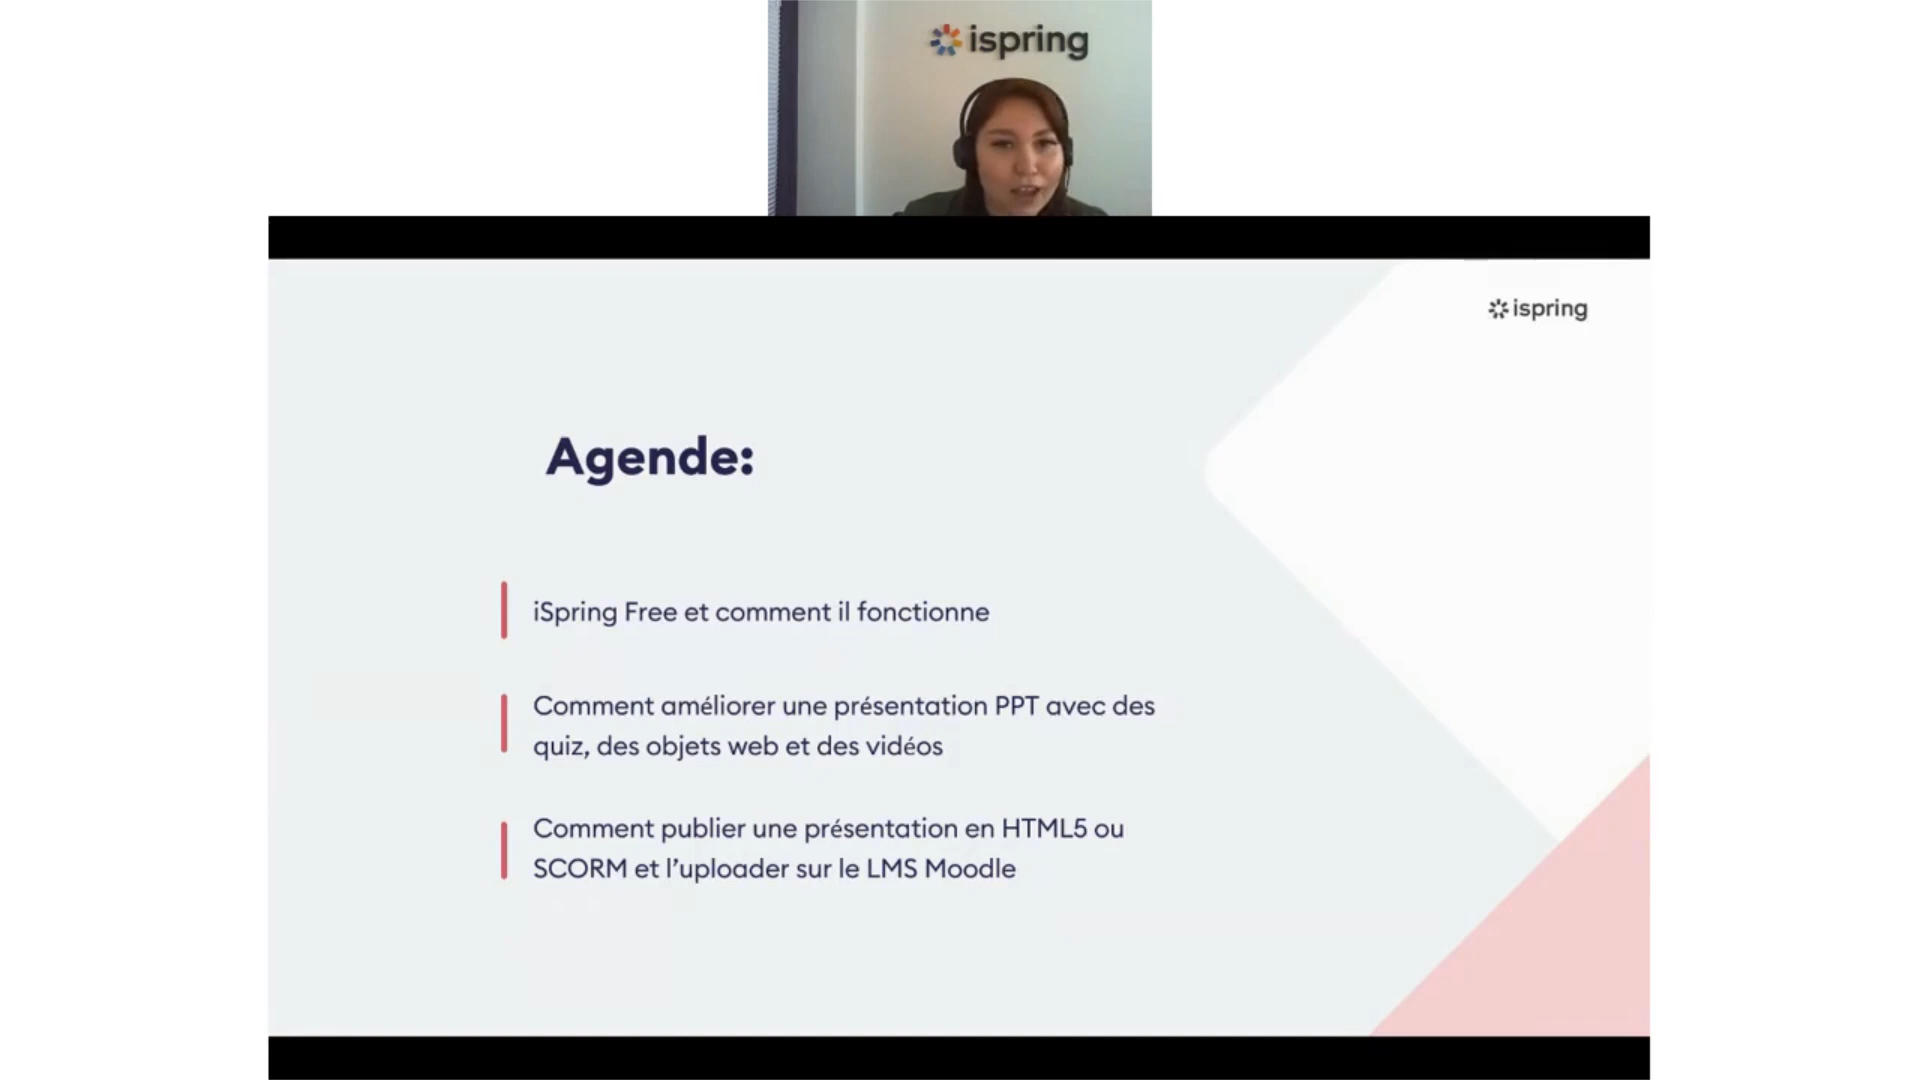 ispring
ispring
Agende:
iSpring Free et comment il fonctionne
Comment améliorer une présentation PPT avec des
quiz, des objets web et des vidéos
Comment publier une présentation en HTML5 ou
SCORM et l’uploader sur le LMS Moodle